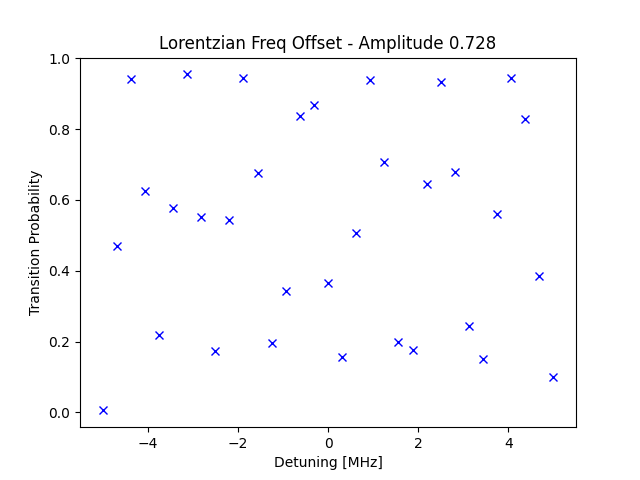 Lorentzian Freq Offset - Amplitude 0.728
Transition Probability
1.0
0.8
0.6
0.4
0.2
0.0
−4 −2 0 2 4
Detuning [MHz]